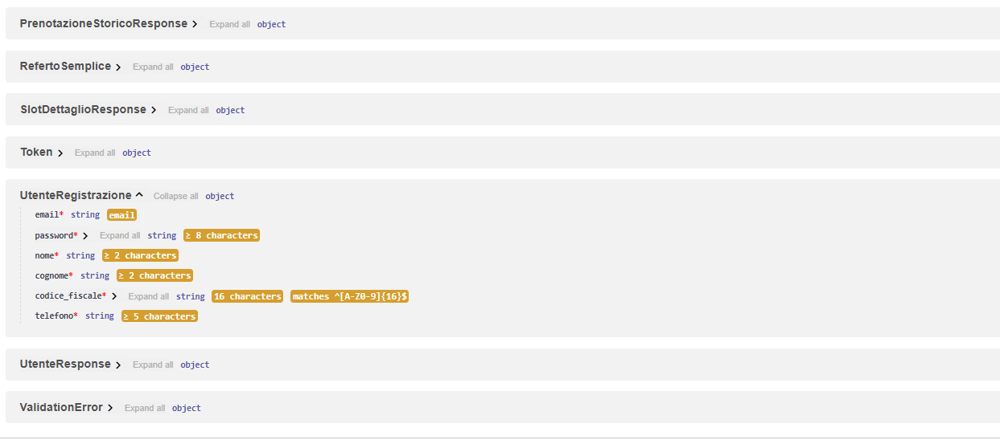 PrenotazioneStoricoResponse Expand all object
RefertoSemplice Expand all object
SlotDettaglioResponse Expand all object
Token Expand all object
UtenteRegistrazione Collapse all object
email* string email
password* Expand all string ≥ 8 characters
nome* string ≥ 2 characters
cognome* string ≥ 2 characters
codice_fiscale* Expand all string 16 characters matches ^[A-Z0-9]{16}$
telefono* string ≥ 5 characters
UtenteResponse Expand all object
ValidationError Expand all object